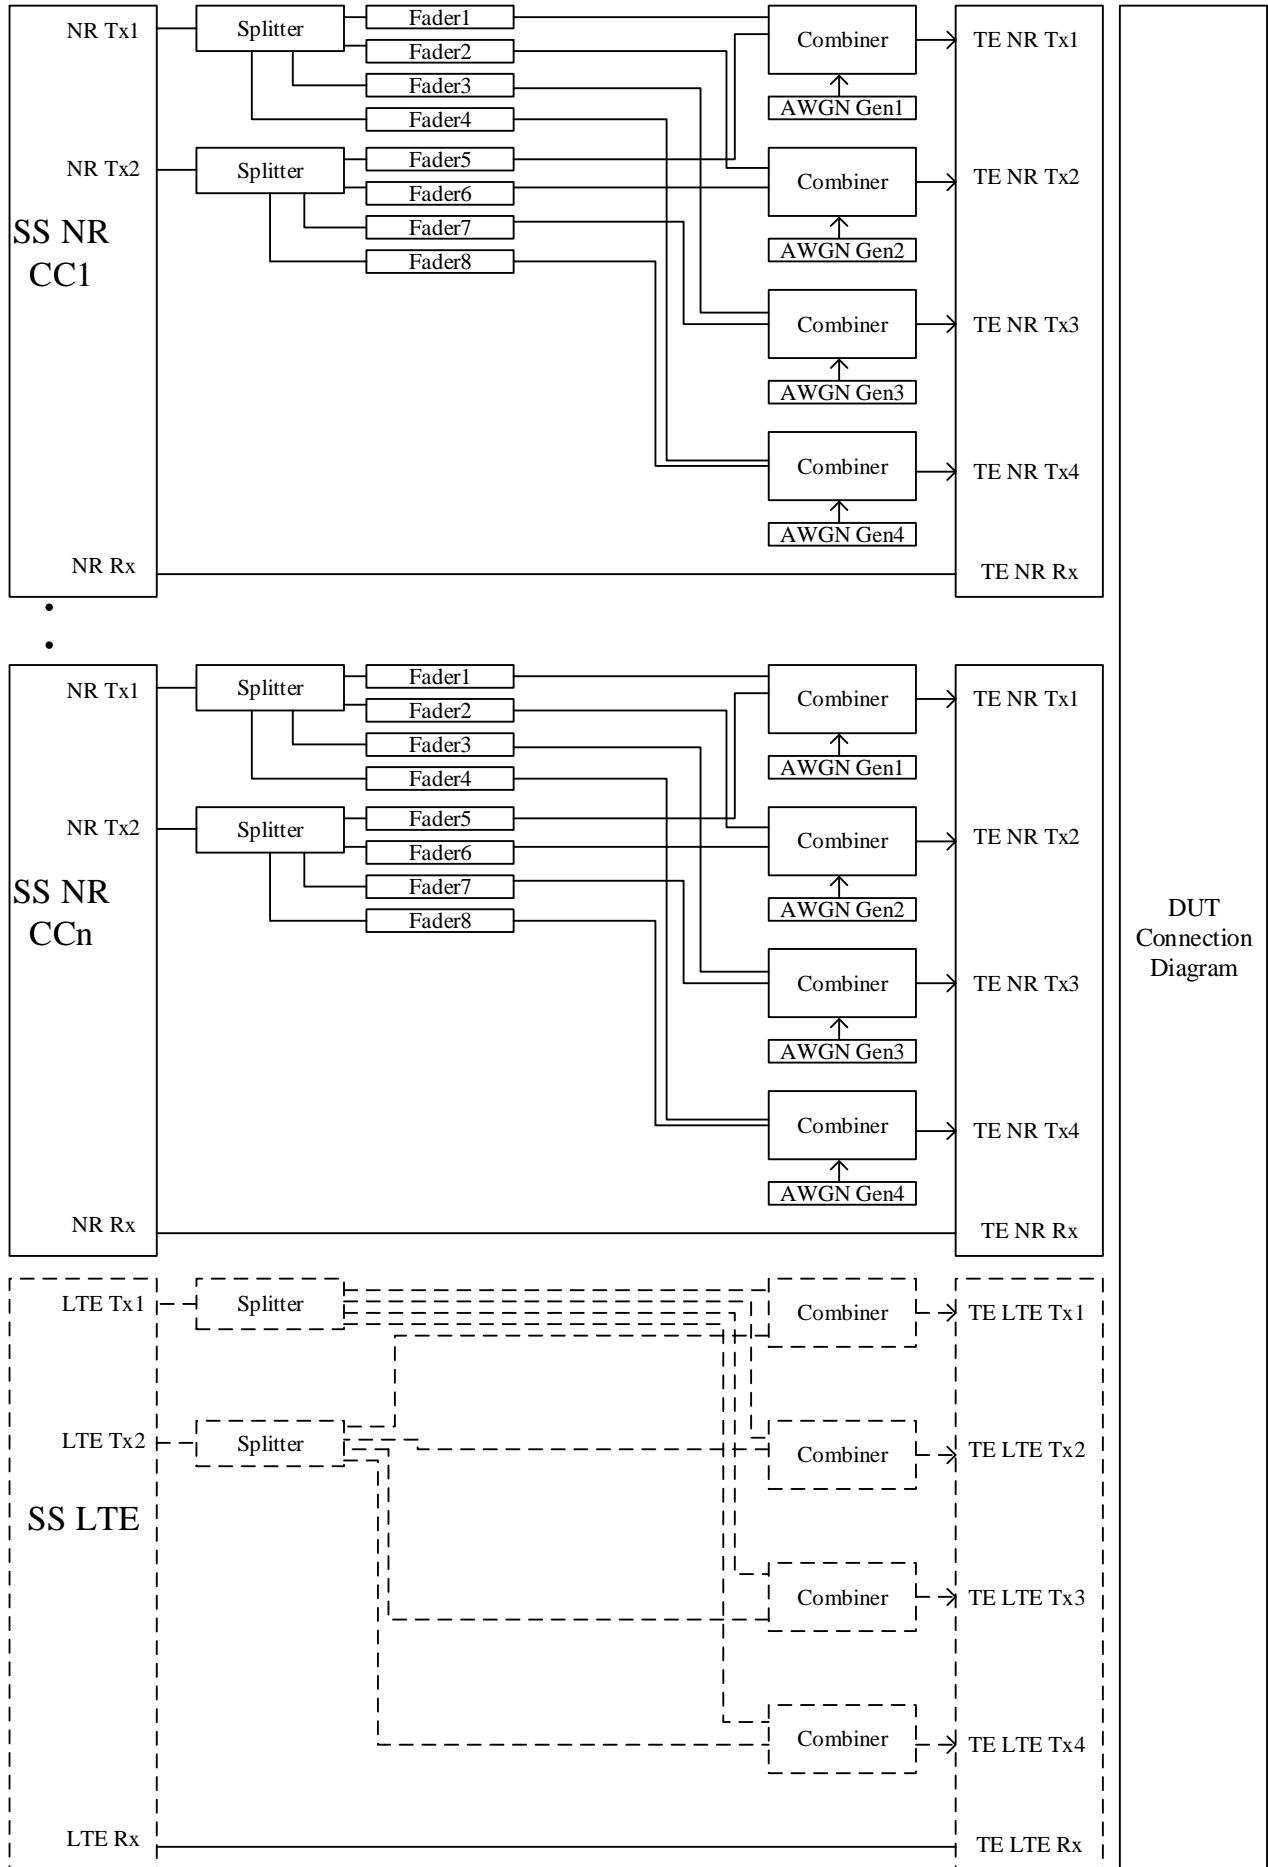 NR Tx1
Splitter
Fader1
Fader2
Fader3
Fader4
Combiner
AWGN Gen1
TE NR Tx1
NR Tx2
Splitter
Fader5
Fader6
Fader7
Fader8
Combiner
AWGN Gen2
TE NR Tx2
SS NR
CC1
Combiner
AWGN Gen3
TE NR Tx3
Combiner
AWGN Gen4
TE NR Tx4
NR Rx
TE NR Rx
NR Tx1
Splitter
Fader1
Fader2
Fader3
Fader4
Combiner
AWGN Gen1
TE NR Tx1
NR Tx2
Splitter
Fader5
Fader6
Fader7
Fader8
Combiner
AWGN Gen2
TE NR Tx2
SS NR
CCn
Combiner
AWGN Gen3
TE NR Tx3
Combiner
AWGN Gen4
TE NR Tx4
NR Rx
TE NR Rx
DUT
Connection
Diagram
LTE Tx1
Splitter
Combiner
TE LTE Tx1
LTE Tx2
Splitter
Combiner
TE LTE Tx2
SS LTE
Combiner
TE LTE Tx3
Combiner
TE LTE Tx4
LTE Rx
TE LTE Rx